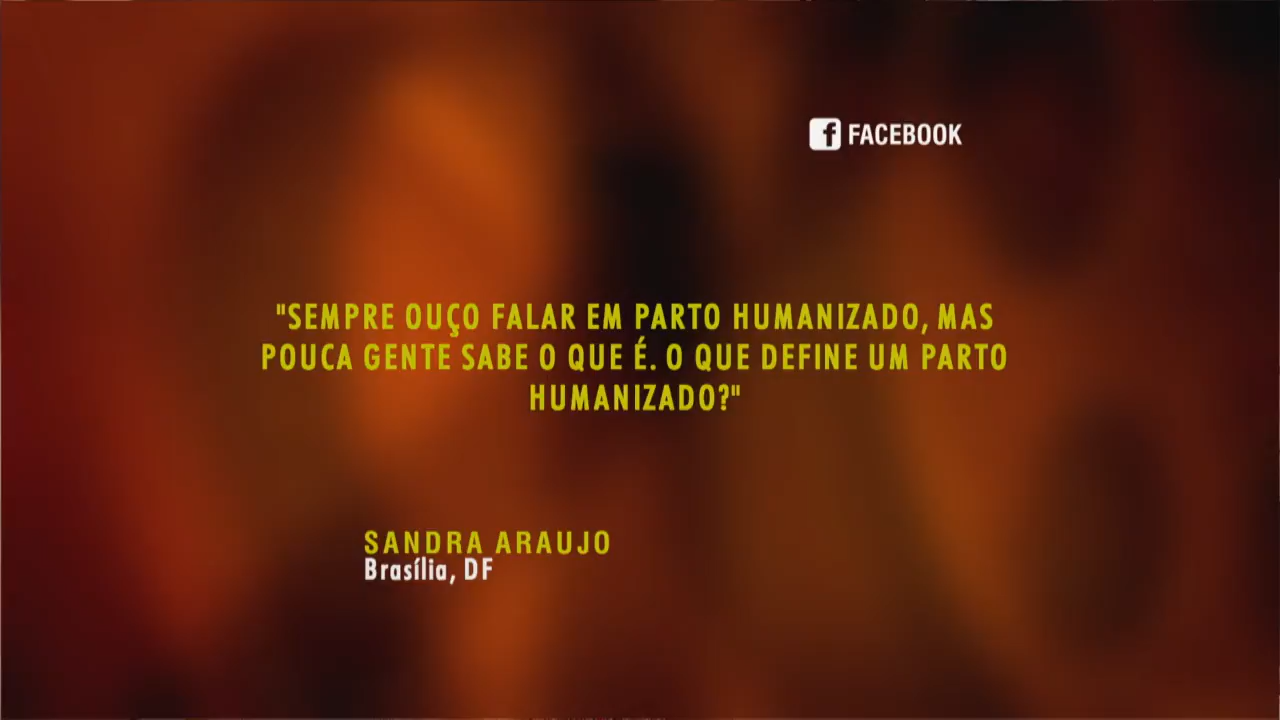 FACEBOOK
"SEMPRE OUÇO FALAR EM PARTO HUMANIZADO, MAS
POUCA GENTE SABE O QUE É. O QUE DEFINE UM PARTO
HUMANIZADO?"
SANDRA ARAUJO
Brasília, DF